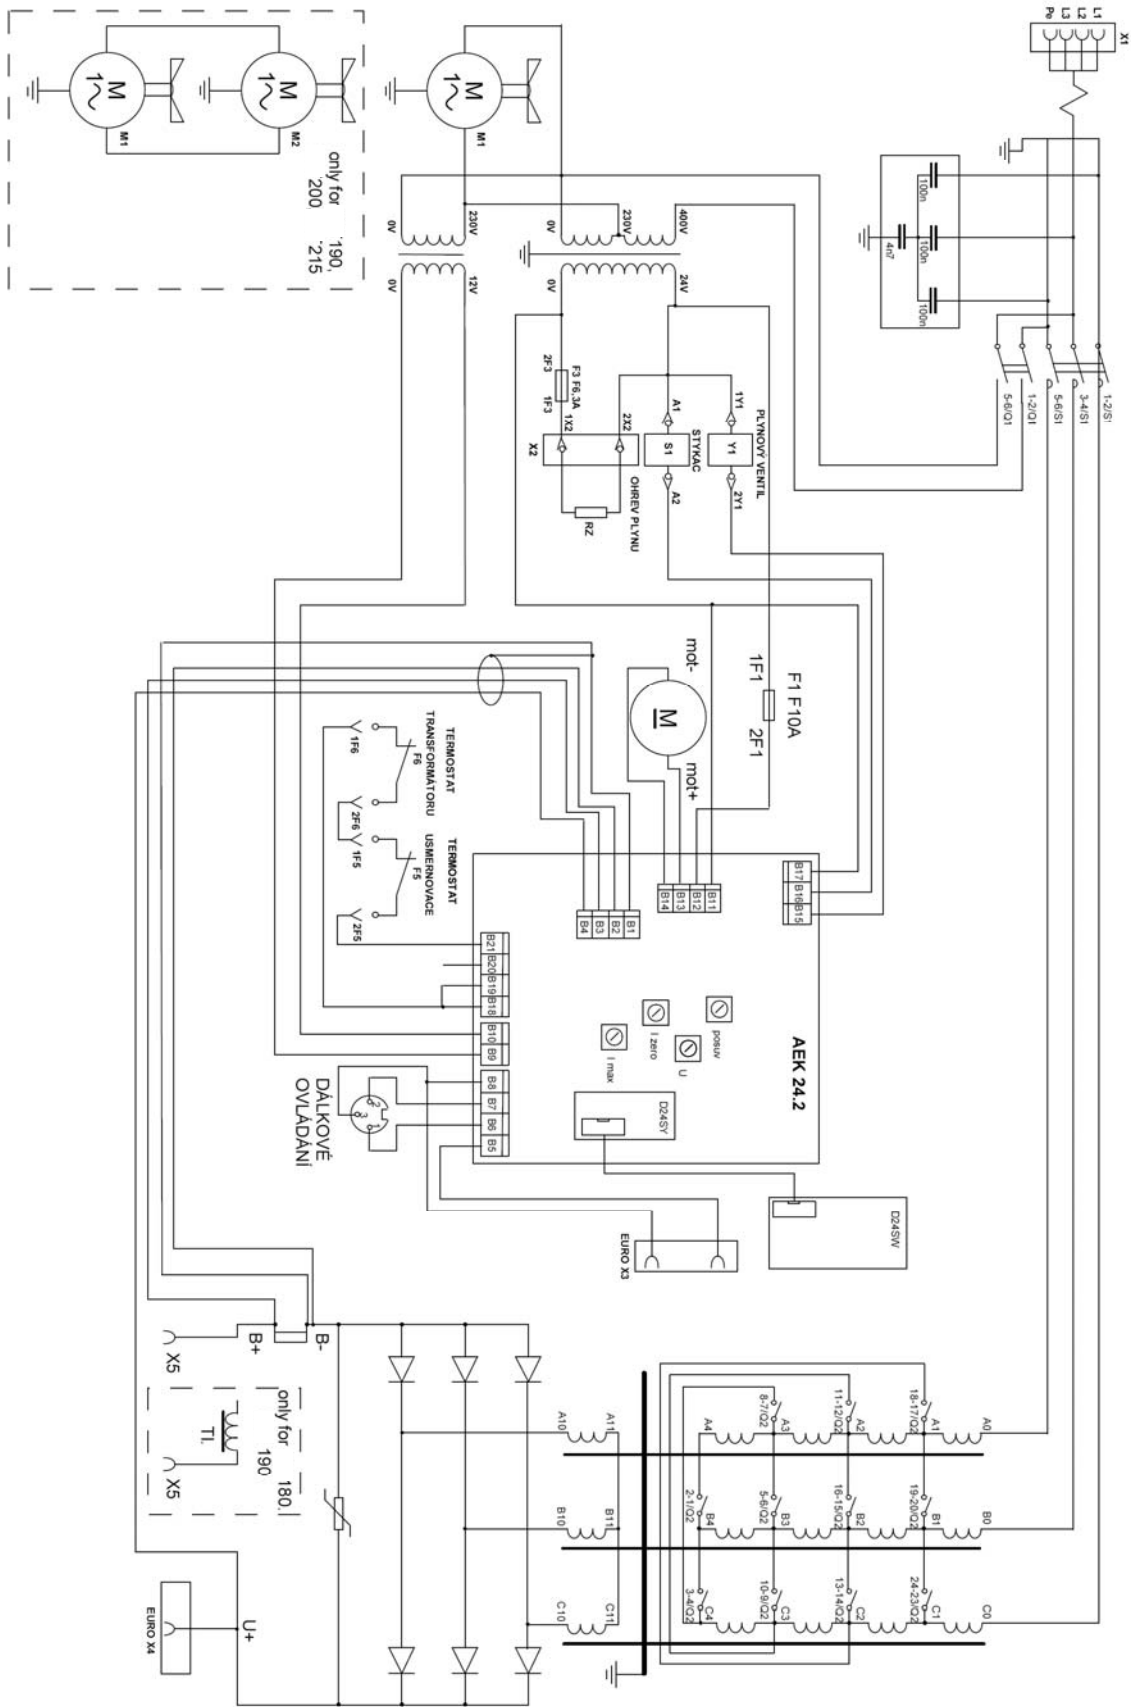 X1
L1
L2
L3
Pe
100n
100n
100n
4n7
1-2/S1
3-4/S1
5-6/S1
1-2/Q1
5-6/Q1
M
1
M1
M
1
M2
only for
190,
200
215
M
1
M1
0V
230V
0V
230V
400V
0V
12V
0V
24V
F3 F6,3A
2F3
1F3
1X2
2X2
X2
OHREV PLYNU
RZ
A1
STYKAC
S1
A2
PLYNOVÝ VENTIL
1Y1
Y1
2Y1
F1 F10A
1F1
2F1
mot-
M
mot+
TERMOSTAT
TRANSFORMÁTORU
F6
1F6
2F6
TERMOSTAT
USMERNOVACE
F5
1F5
2F5
B17
B16
B15
B11
B12
B13
B14
B1
B2
B3
B4
B21
B20
B19
B18
B10
B9
B8
B7
B6
B5
AEK 24.2
posuv
U
I zero
I max
D24SY
D24SW
DÁLKOVÉ
OVLÁDÁNÍ
2
3
1
EURO X3
B-
B+
X5
only for
180,
190
Tl.
X5
U+
EURO X4
A10
A11
B10
B11
C10
C11
A0
A1
A2
A3
A4
B0
B1
B2
B3
B4
C0
C1
C2
C3
C4
18-17/Q2
11-12/Q2
8-7/Q2
19-20/Q2
16-15/Q2
5-6/Q2
2-1/Q2
24-23/Q2
13-14/Q2
10-9/Q2
3-4/Q2